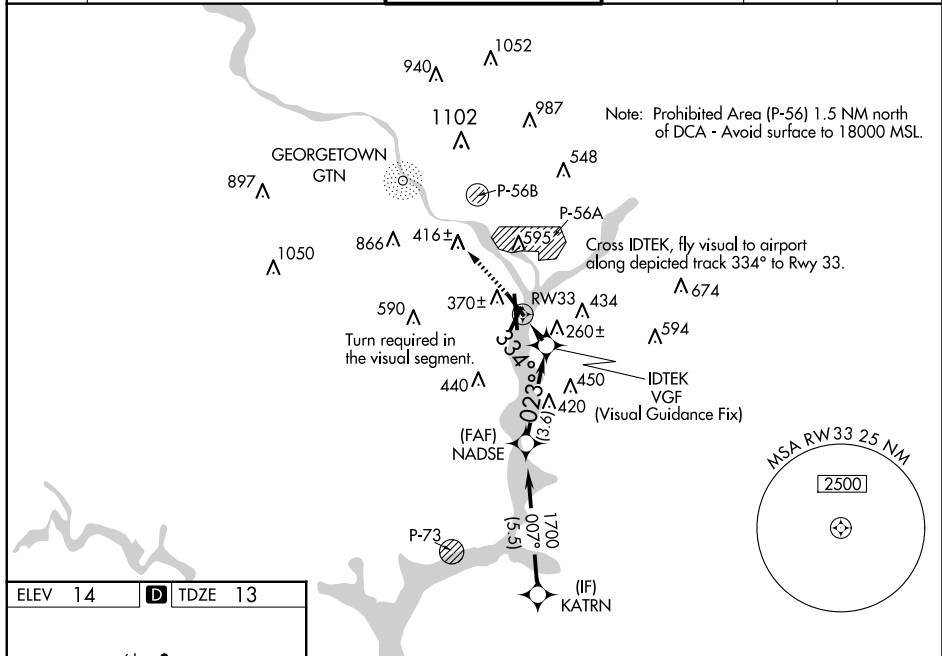 1052
940
1102
987
Note: Prohibited Area (P-56) 1.5 NM north
of DCA - Avoid surface to 18000 MSL.
GEORGETOWN
GTN
548
897
P-56B
P-56A
866
416±
595
Cross IDTEK, fly visual to airport
along depicted track 334° to Rwy 33.
1050
674
370±
RW33
434
590
260±
594
Turn required in
the visual segment.
334°
440
450
IDTEK
VGF
(Visual Guidance Fix)
023°
(3.6)
420
(FAF)
NADSE
MSA RW33 25 NM
2500
1700
007°
(5.5)
P-73
(IF)
KATRN
ELEV 14 D TDZE 13